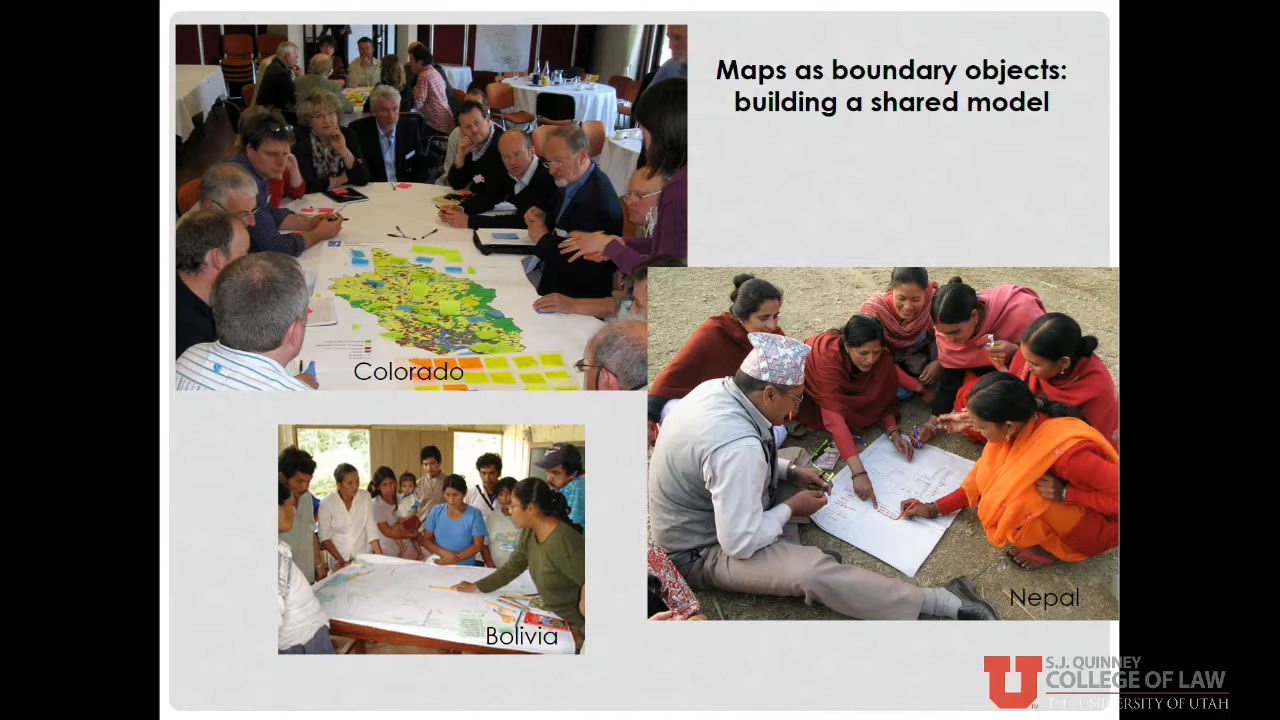 Maps as boundary objects:
building a shared model
Colorado
Bolivia
Nepal
S.J. QUINNEY
COLLEGE OF LAW
THE UNIVERSITY OF UTAH